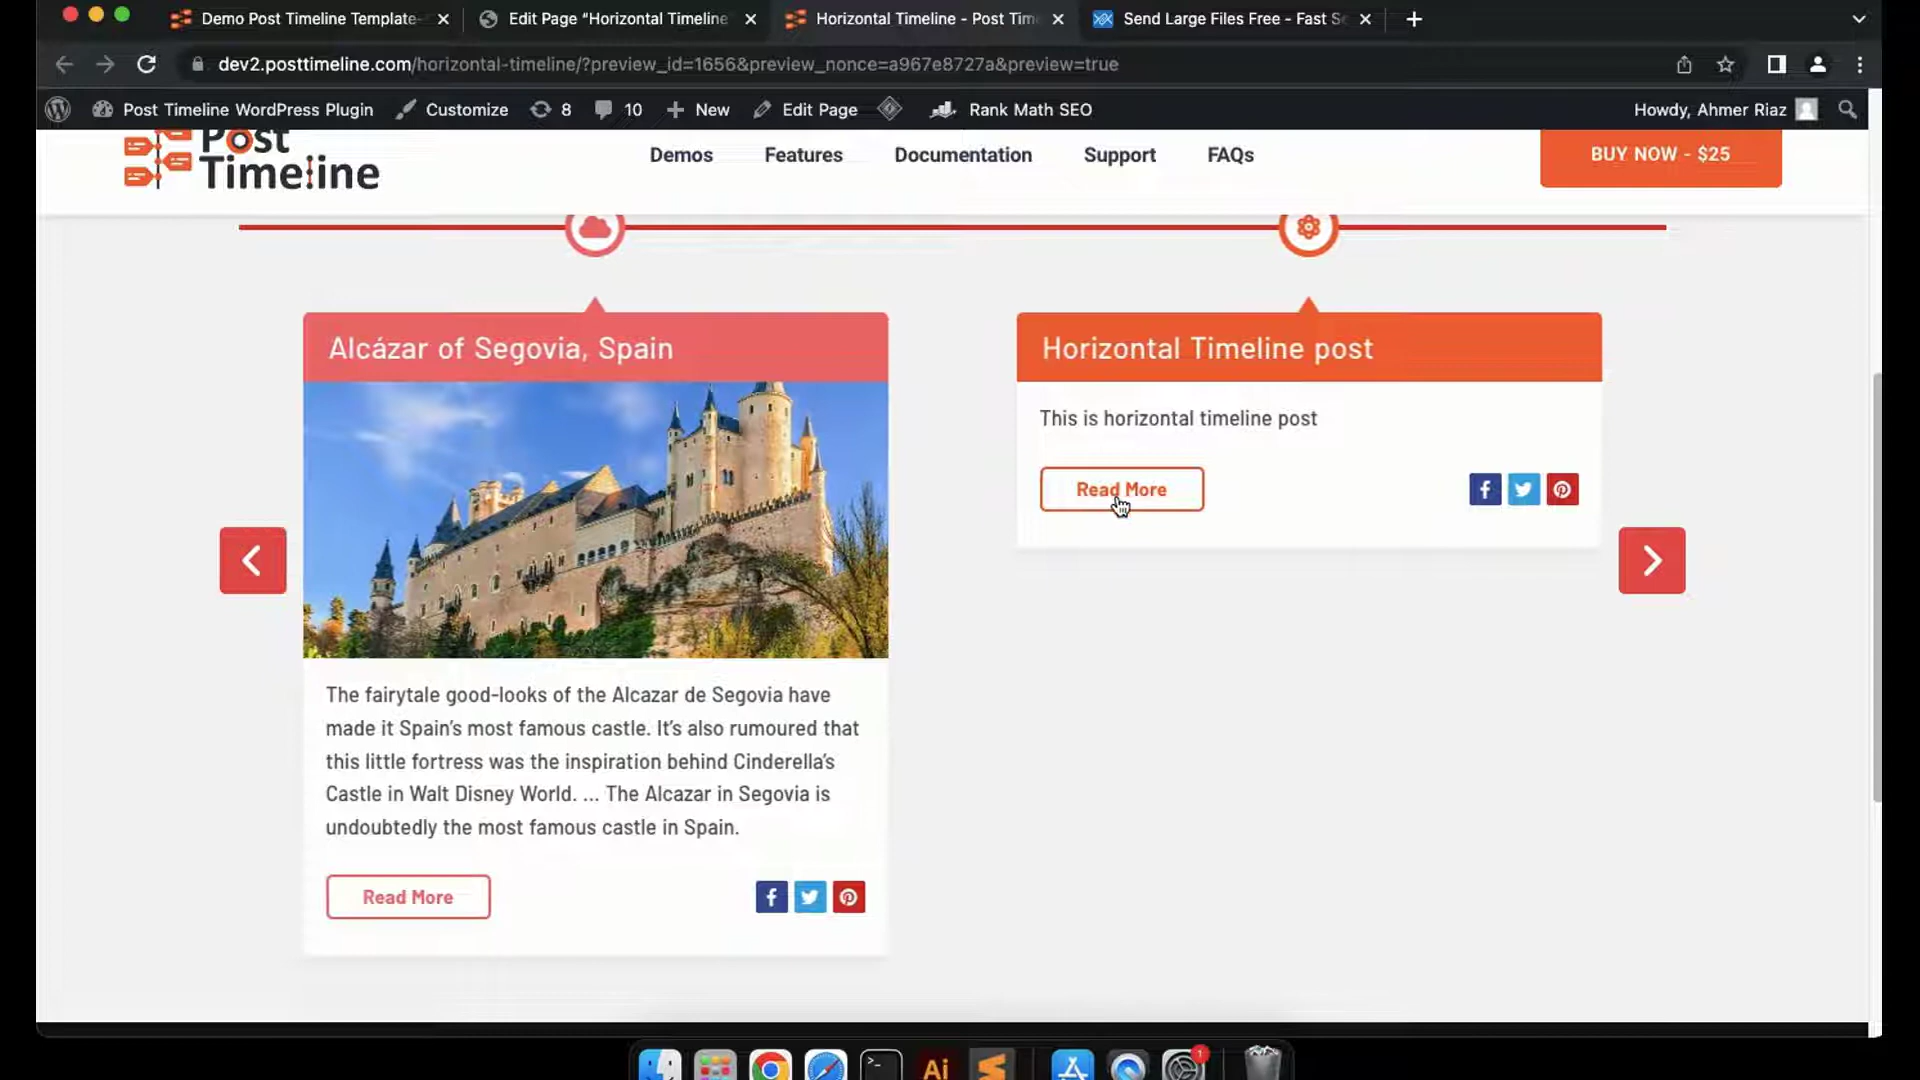 Demo Post Timeline Template-
Edit Page “Horizontal Timeline
Horizontal Timeline - Post Tim
Send Large Files Free - Fast S
dev2.posttimeline.com/horizontal-timeline/?preview_id=1656&preview_nonce=a967e8727a&preview=true
Post Timeline WordPress Plugin
Customize
8
10
New
Edit Page
Rank Math SEO
Howdy, Ahmer Riaz
Post
Timeline
Demos
Features
Documentation
Support
FAQs
BUY NOW - $25
Alcázar of Segovia, Spain
The fairytale good-looks of the Alcazar de Segovia have
made it Spain’s most famous castle. It’s also rumoured that
this little fortress was the inspiration behind Cinderella’s
Castle in Walt Disney World. ... The Alcazar in Segovia is
undoubtedly the most famous castle in Spain.
Read More
Horizontal Timeline post
This is horizontal timeline post
Read More
Ai
1